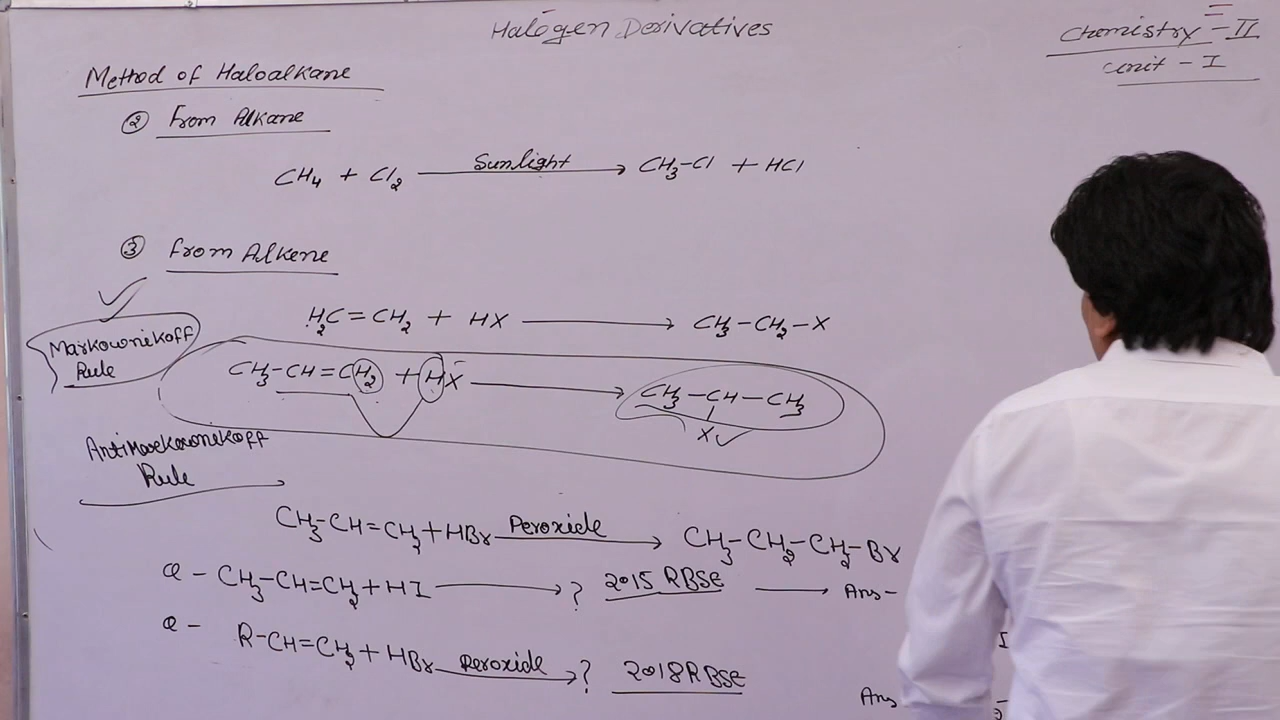 Halogen Derivatives
Chemistry - II
Unit - I
Method of Haloalkane
② From Alkane
CH₄ + Cl₂ Sunlight → CH₃-Cl + HCl
③ from Alkene
H₂C=CH₂ + HX → CH₃-CH₂-X
Markownikoff
Rule
CH₃-CH=CH₂ + HX → CH₃-CH-CH₃
X
AntiMarkownikoff
Rule
CH₃-CH=CH₂+HBr Peroxide → CH₃-CH₂-CH₂-Br
Q - CH₃-CH=CH₂+HI → ? 2015 RBSE → Ans-
I
Q - R-CH=CH₂+HBr Peroxide → ? 2018 RBSE
Ans